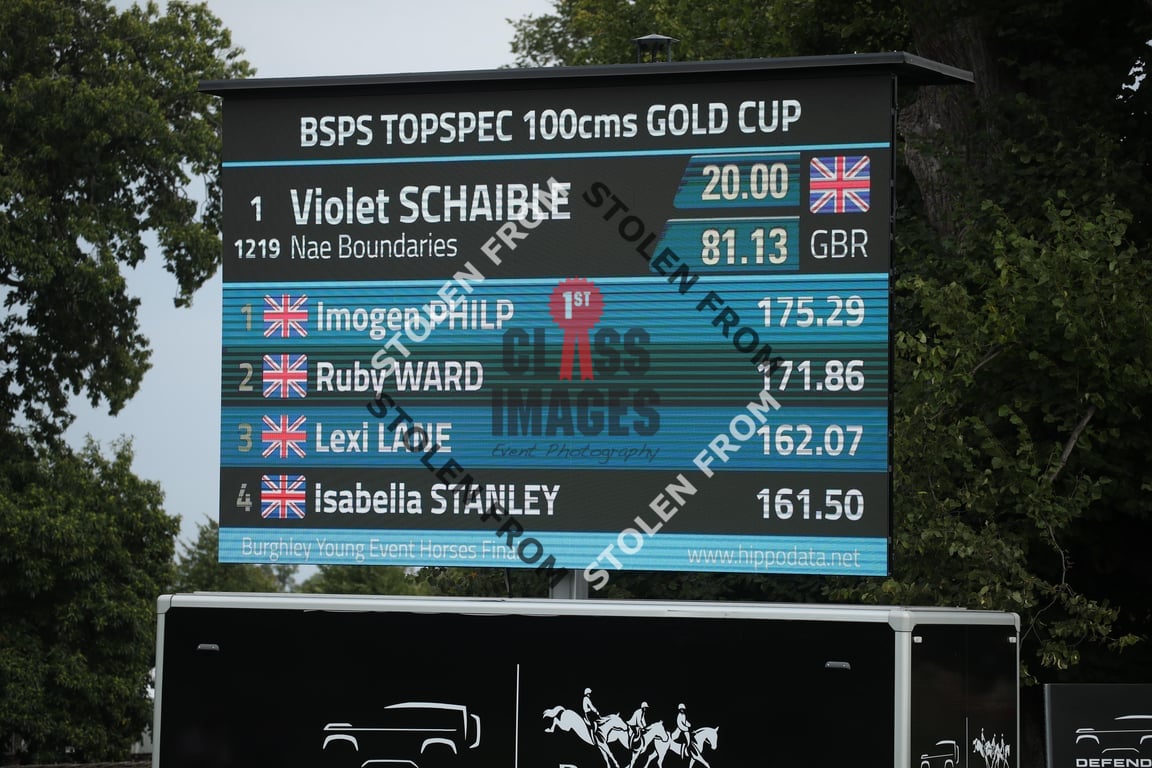 BSPS TOPSPEC 100cms GOLD CUP
1 Violet SCHAIBLE 20.00
1219 Nae Boundaries 81.13 GBR
1 Imogen PHILP 175.29
2 Ruby WARD 171.86
3 Lexi 162.07
4 Isabella STANLEY 161.50
Burghley Young Event Horses www.hippodata.net
STOLEN FROM
STOLEN FROM
STOLEN FROM
STOLEN FROM
1ST
CLASS
IMAGES
Event Photography